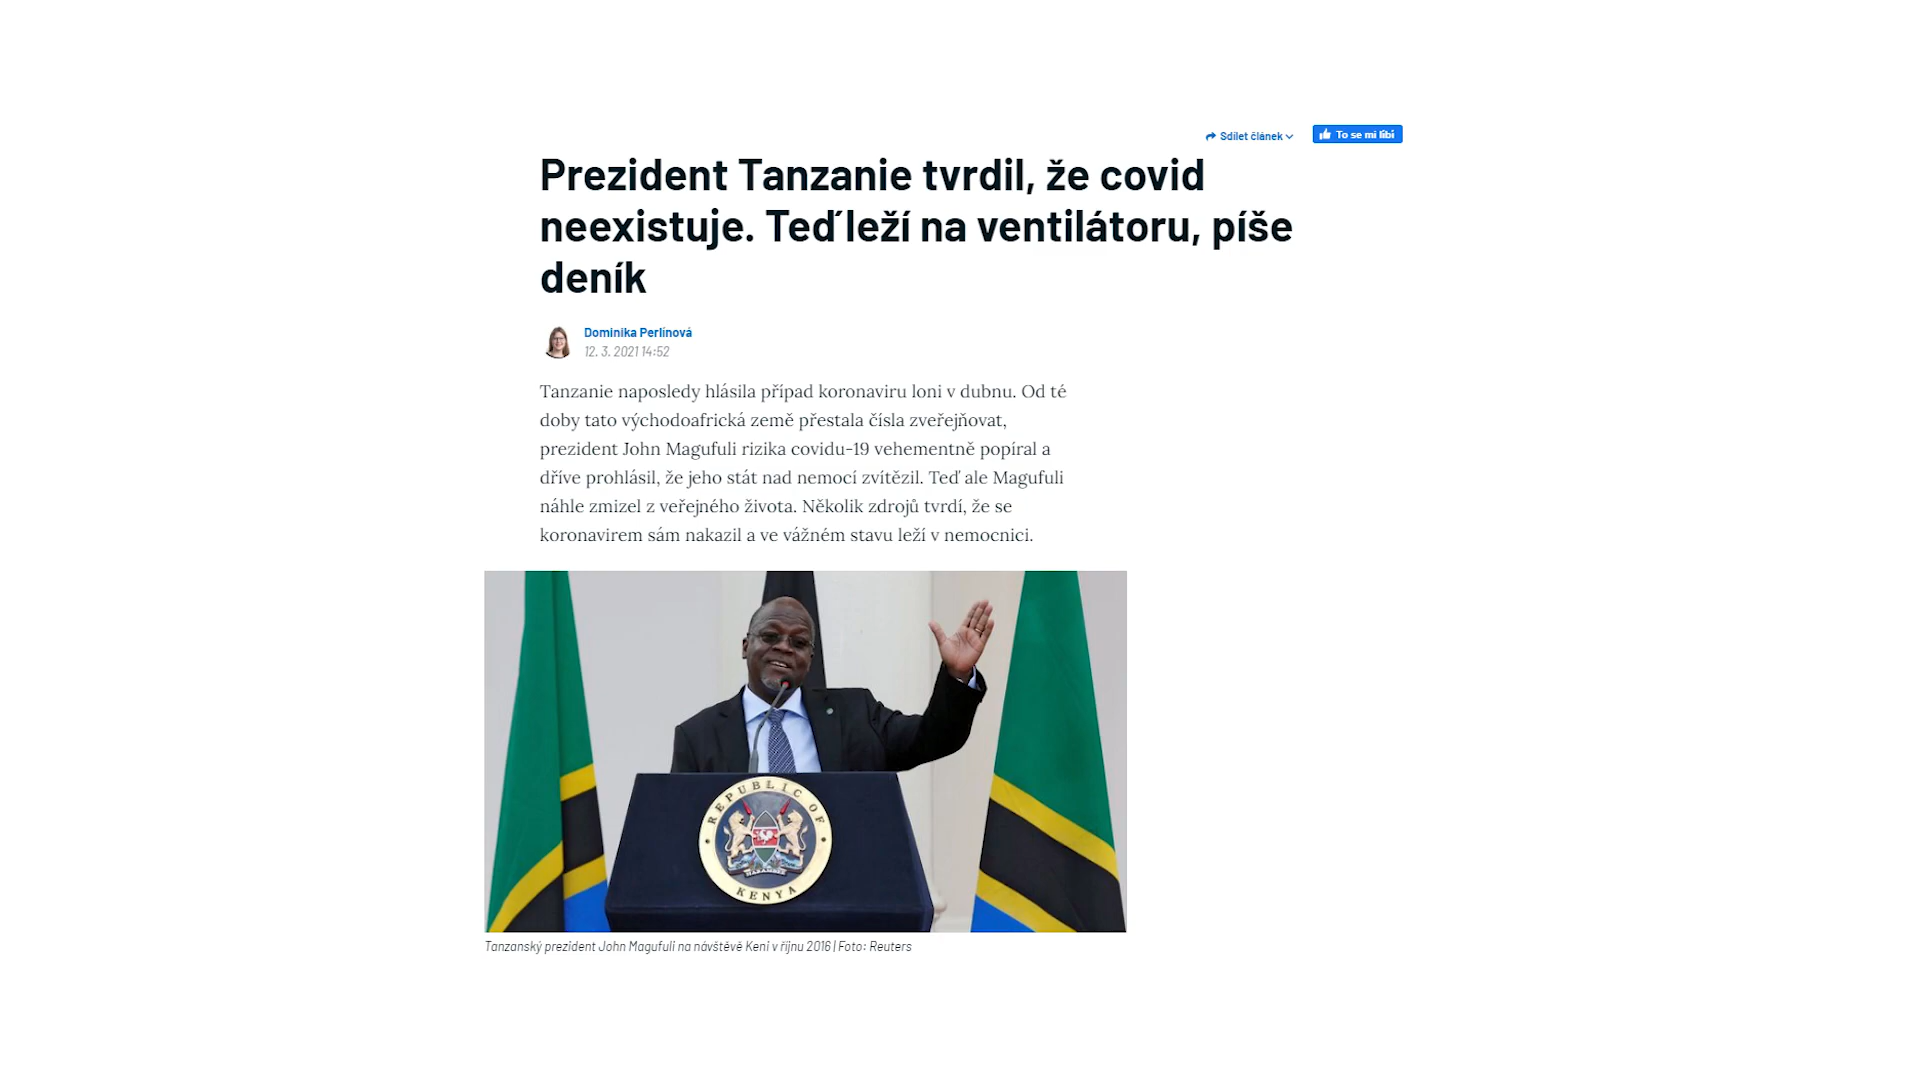 Sdílet článek
To se mi líbí
Prezident Tanzanie tvrdil, že covid
neexistuje. Teď leží na ventilátoru, píše
deník
Dominika Perlínová
12. 3. 2021 14:52
Tanzanie naposledy hlásila případ koronaviru loni v dubnu. Od té
doby tato východoafrická země přestala čísla zveřejňovat,
prezident John Magufuli rizika covidu-19 vehementně popíral a
dříve prohlásil, že jeho stát nad nemocí zvítězil. Teď ale Magufuli
náhle zmizel z veřejného života. Několik zdrojů tvrdí, že se
koronavirem sám nakazil a ve vážném stavu leží v nemocnici.
REPUBLIC OF
HARAMBEE
KENYA
Tanzanský prezident John Magufuli na návštěvě Keni v říjnu 2016 | Foto: Reuters